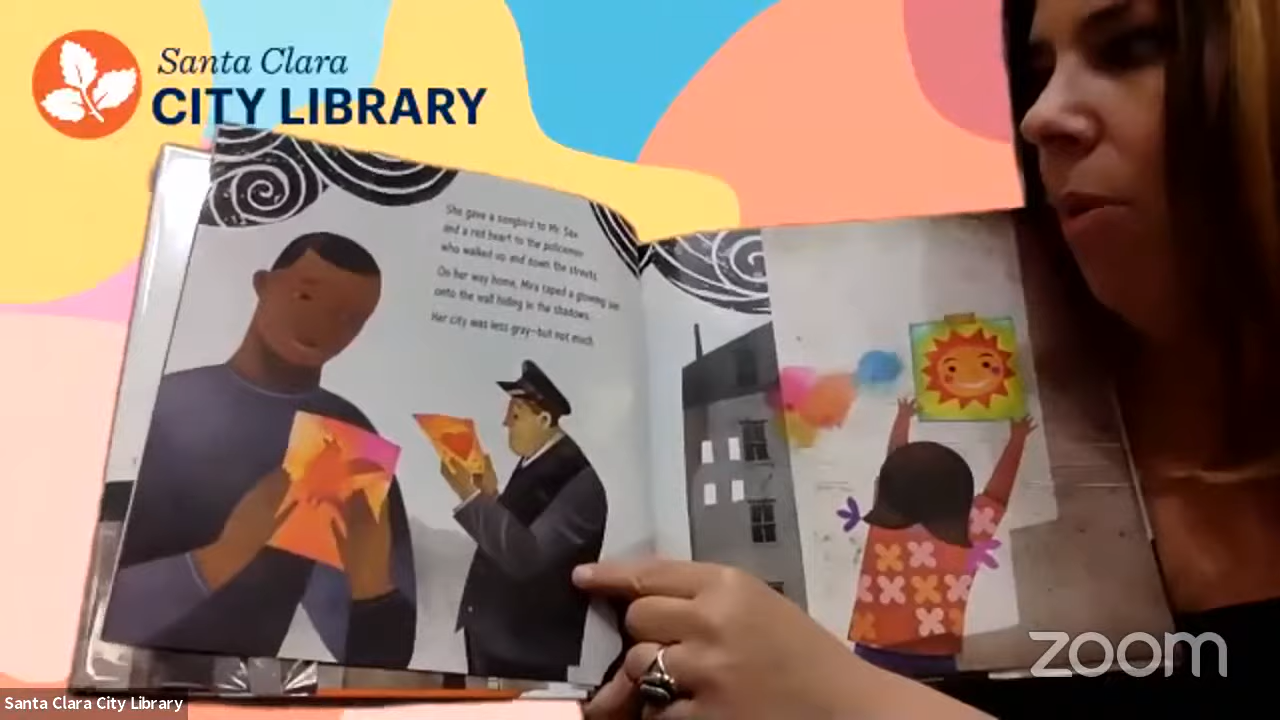 Santa Clara
CITY LIBRARY
She gave a songbird to Mr. Sax
and a red heart to the policeman
who walked up and down the streets.
On her way home, Mira taped a glowing sun
onto the wall hiding in the shadows.
Her city was less gray—but not much.
zoom
Santa Clara City Library